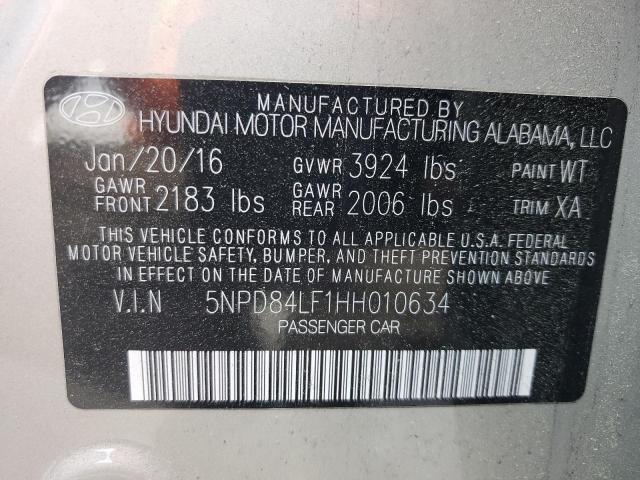 MANUFACTURED BY
HYUNDAI MOTOR MANUFACTURING ALABAMA, LLC
Jan/20/16 GVWR 3924 lbs PAINT WT
GAWR FRONT 2183 lbs GAWR REAR 2006 lbs TRIM XA
THIS VEHICLE CONFORMS TO ALL APPLICABLE U.S.A. FEDERAL
MOTOR VEHICLE SAFETY, BUMPER, AND THEFT PREVENTION STANDARDS
IN EFFECT ON THE DATE OF MANUFACTURE SHOWN ABOVE.
V.I.N 5NPD84LF1HH010634
PASSENGER CAR